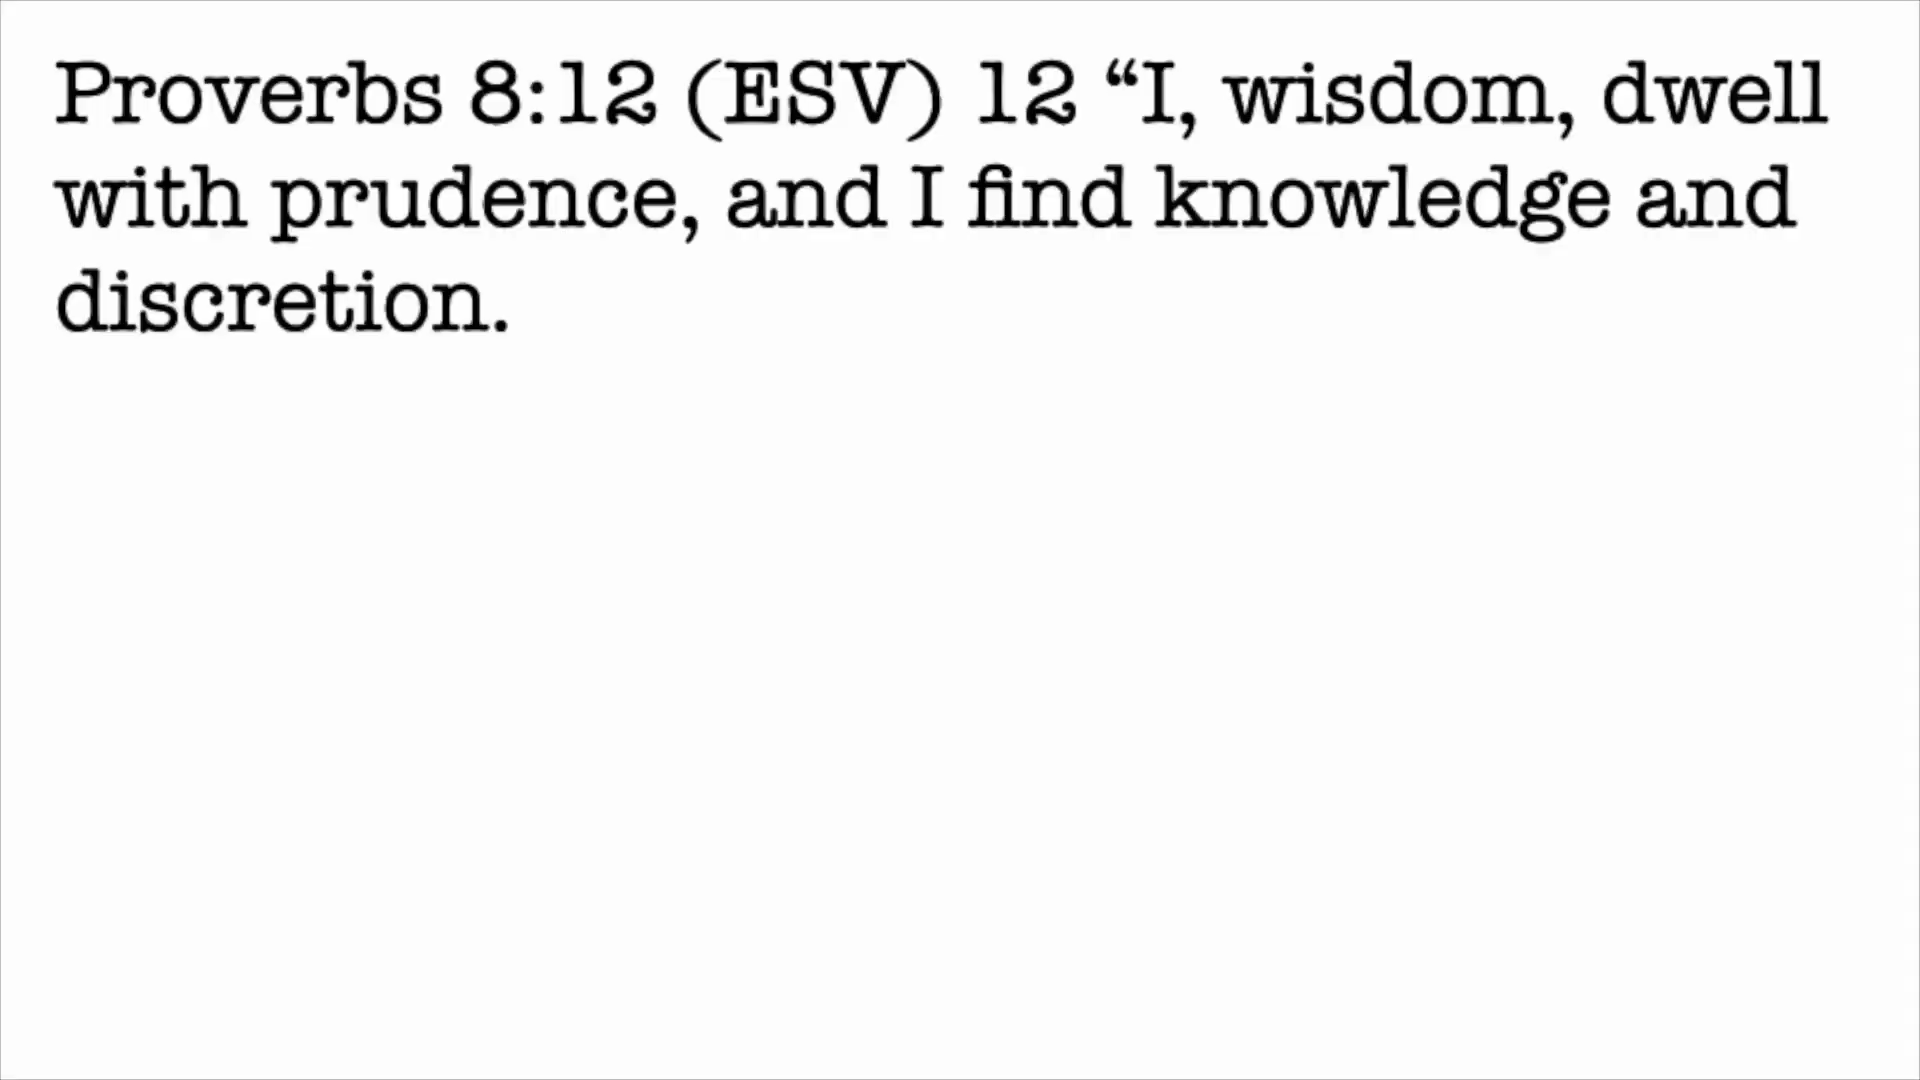 Proverbs 8:12 (ESV) 12 “I, wisdom, dwell
with prudence, and I find knowledge and
discretion.